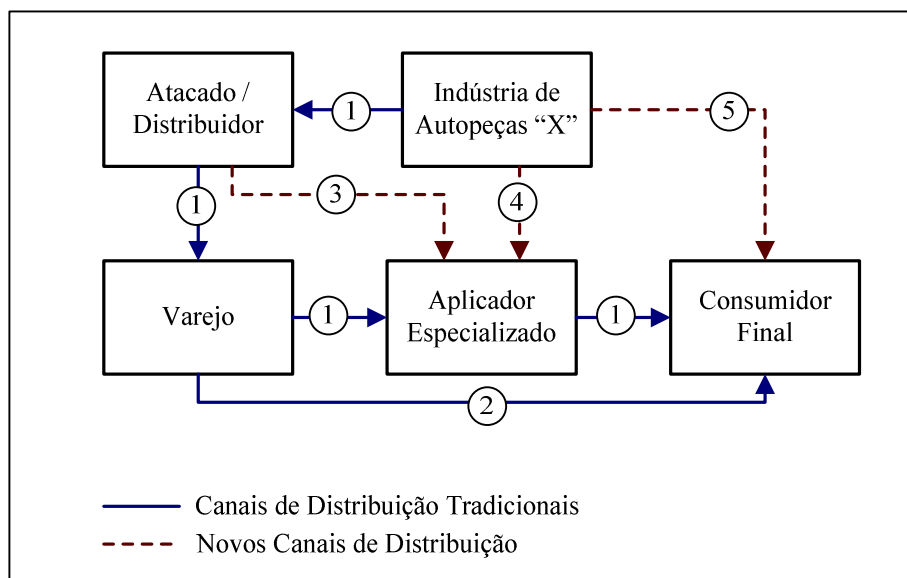 Atacado /
Distribuidor
1
Indústria de
Autopeças “X”
5
1
3
4
Varejo
1
Aplicador
Especializado
1
Consumidor
Final
2
Canais de Distribuição Tradicionais
Novos Canais de Distribuição